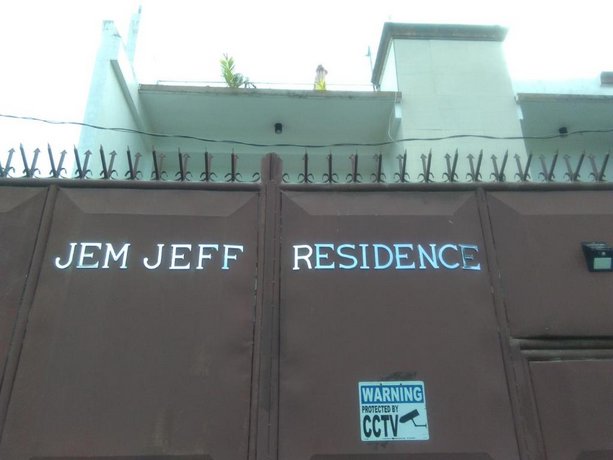 JEM JEFF RESIDENCE
WARNING
PROTECTED BY
CCTV